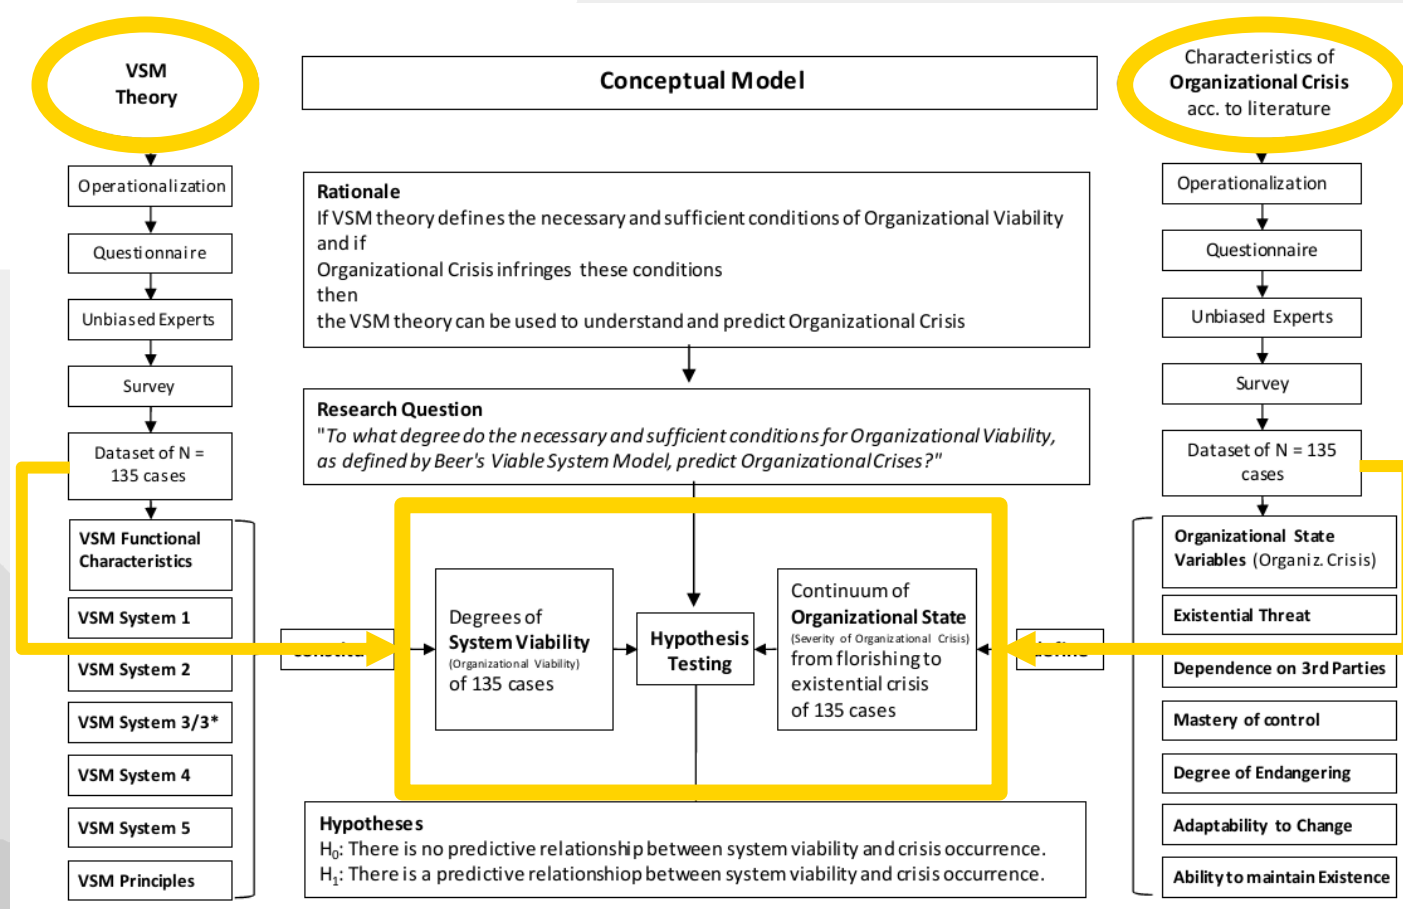 VSM
Theory
Operationalization
Questionnaire
Unbiased Experts
Survey
Dataset of N =
135 cases
VSM Functional
Characteristics
VSM System 1
VSM System 2
VSM System 3/3*
VSM System 4
VSM System 5
VSM Principles
Conceptual Model
Rationale
If VSM theory defines the necessary and sufficient conditions of Organizational Viability
and if
Organizational Crisis infringes these conditions
then
the VSM theory can be used to understand and predict Organizational Crisis
Research Question
"To what degree do the necessary and sufficient conditions for Organizational Viability,
as defined by Beer's Viable System Model, predict Organizational Crises?"
Degrees of
System Viability
(Organizational Viability)
of 135 cases
Hypothesis
Testing
Continuum of
Organizational State
(Severity of Organizational Crisis)
from florishing to
existential crisis
of 135 cases
Hypotheses
H₀: There is no predictive relationship between system viability and crisis occurrence.
H₁: There is a predictive relationshiop between system viability and crisis occurrence.
Characteristics of
Organizational Crisis
acc. to literature
Operationalization
Questionnaire
Unbiased Experts
Survey
Dataset of N = 135
cases
Organizational State
Variables (Organiz. Crisis)
Existential Threat
Dependence on 3rd Parties
Mastery of control
Degree of Endangering
Adaptability to Change
Ability to maintain Existence